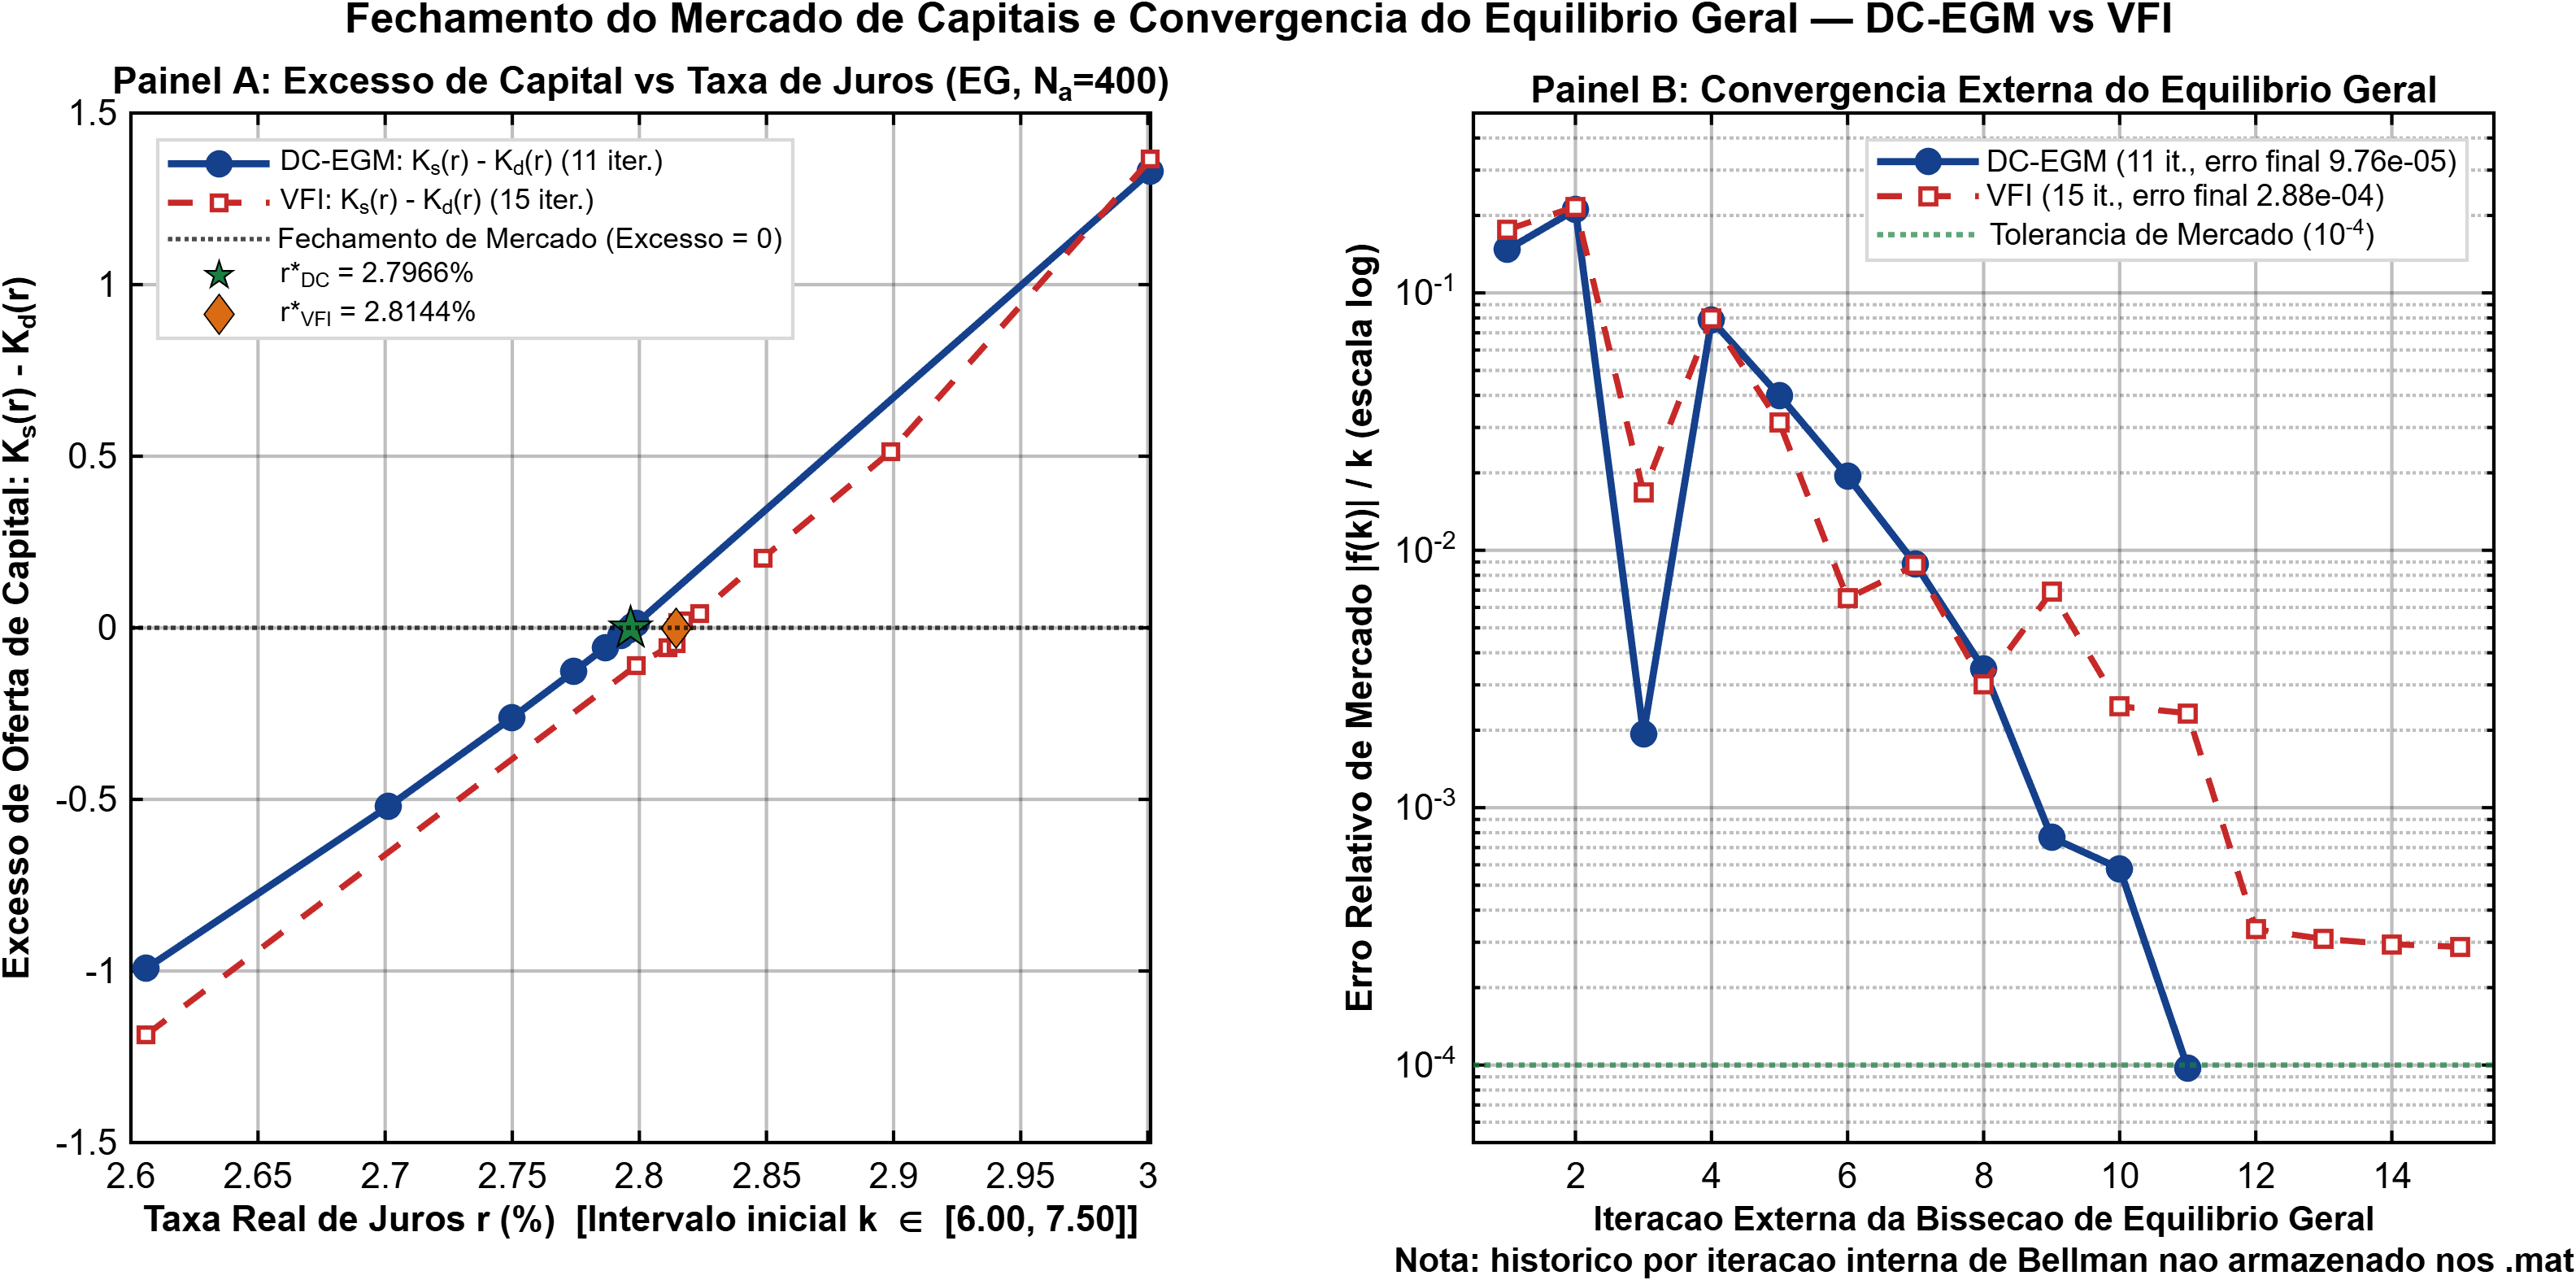 Fechamento do Mercado de Capitais e Convergencia do Equilibrio Geral — DC-EGM vs VFI
Painel A: Excesso de Capital vs Taxa de Juros (EG, Nₐ=400)
Excesso de Oferta de Capital: Kₛ(r) - K_d(r)
1.5
1
0.5
0
-0.5
-1
-1.5
DC-EGM: Kₛ(r) - K_d(r) (11 iter.)
VFI: Kₛ(r) - K_d(r) (15 iter.)
Fechamento de Mercado (Excesso = 0)
r*_DC = 2.7966%
r*_VFI = 2.8144%
2.6 2.65 2.7 2.75 2.8 2.85 2.9 2.95 3
Taxa Real de Juros r (%) [Intervalo inicial k ∈ [6.00, 7.50]]
Painel B: Convergencia Externa do Equilibrio Geral
Erro Relativo de Mercado |f(k)| / k (escala log)
10⁻¹
10⁻²
10⁻³
10⁻⁴
DC-EGM (11 it., erro final 9.76e-05)
VFI (15 it., erro final 2.88e-04)
Tolerancia de Mercado (10⁻⁴)
2 4 6 8 10 12 14
Iteracao Externa da Bissecao de Equilibrio Geral
Nota: historico por iteracao interna de Bellman nao armazenado nos .mat